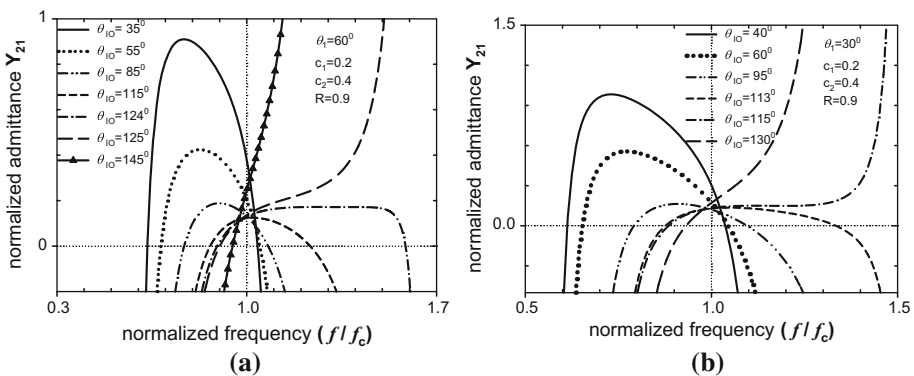 θIO= 35⁰
θIO= 55⁰
θIO= 85⁰
θIO=115⁰
θIO=124⁰
θIO=125⁰
θIO=145⁰
θ₁=60⁰
c₁=0.2
c₂=0.4
R=0.9
1
0
0.3
1.0
1.7
normalized admittance Y₂₁
normalized frequency (f/fc)
(a)
θIO= 40⁰
θIO= 60⁰
θIO= 95⁰
θIO=113⁰
θIO=115⁰
θIO=130⁰
θ₁=30⁰
c₁=0.2
c₂=0.4
R=0.9
1.5
0.0
0.5
1.0
1.5
normalized admittance Y₂₁
normalized frequency (f/fc)
(b)